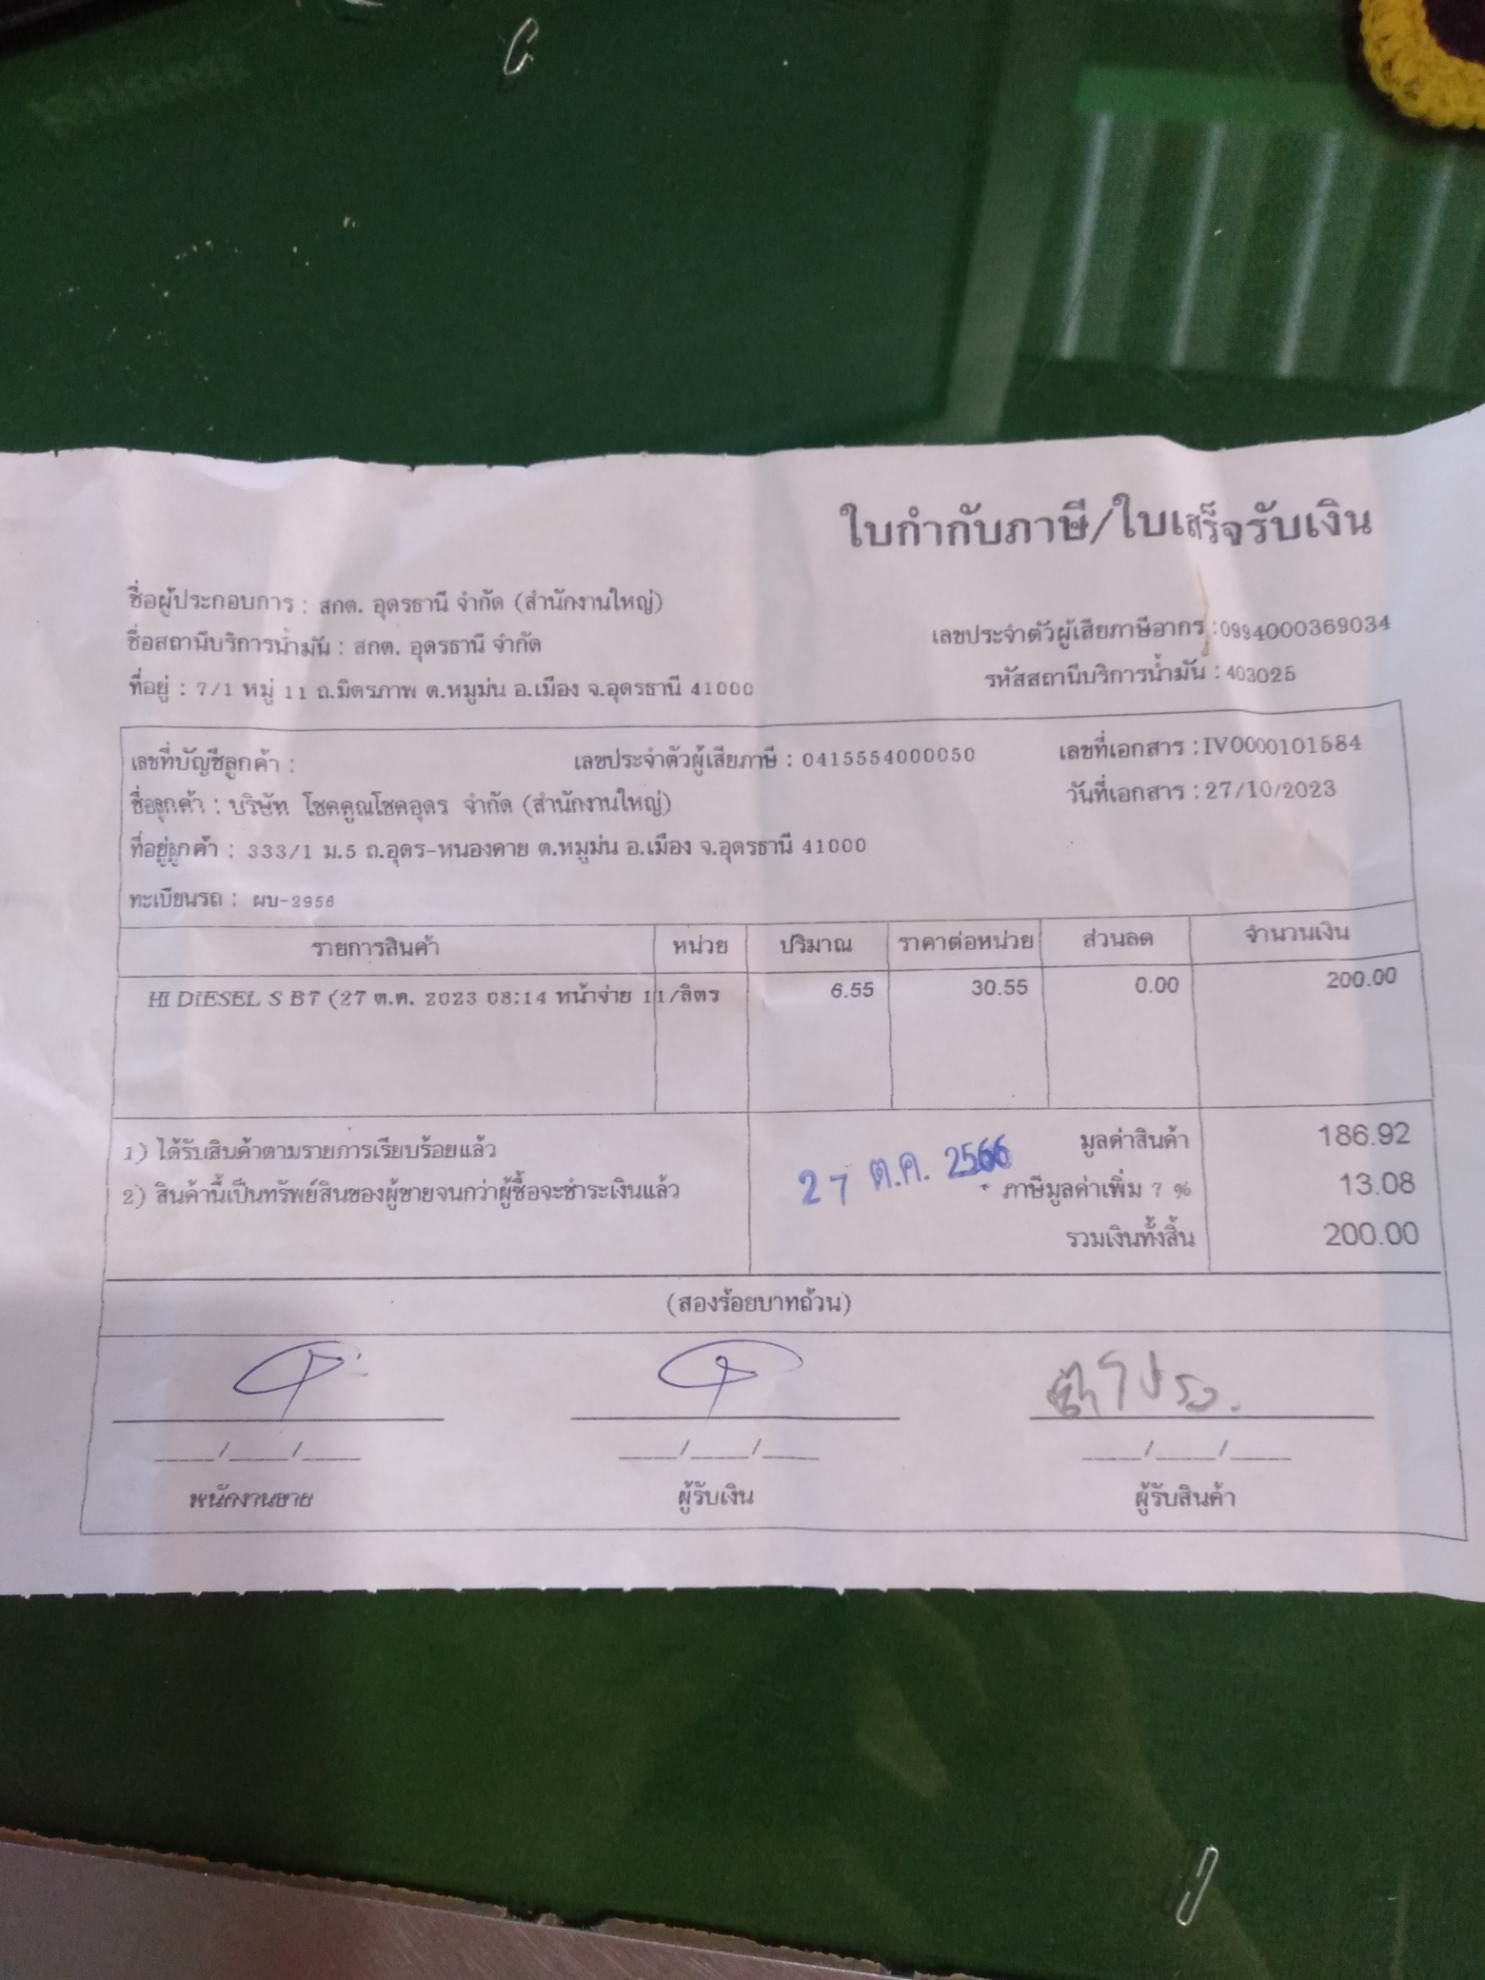 ใบกำกับภาษี/ใบเสร็จรับเงิน
ชื่อผู้ประกอบการ : สกต. อุดรธานี จำกัด (สำนักงานใหญ่)
เลขประจำตัวผู้เสียภาษีอากร :0994000369034
ชื่อสถานีบริการน้ำมัน : สกต. อุดรธานี จำกัด
รหัสสถานีบริการน้ำมัน : 403025
ที่อยู่ : 7/1 หมู่ 11 ถ.มิตรภาพ ต.หมูม่น อ.เมือง จ.อุดรธานี 41000
เลขที่บัญชีลูกค้า : เลขประจำตัวผู้เสียภาษี : 0415554000050 เลขที่เอกสาร :IV0000101584
ชื่อลูกค้า : บริษัท โชคคูณโชคอุดร จำกัด (สำนักงานใหญ่) วันที่เอกสาร : 27/10/2023
ที่อยู่ลูกค้า : 333/1 ม.5 ถ.อุดร-หนองคาย ต.หมูม่น อ.เมือง จ.อุดรธานี 41000
ทะเบียนรถ : ผบ-2956
รายการสินค้า หน่วย ปริมาณ ราคาต่อหน่วย ส่วนลด จำนวนเงิน
HI DIESEL S B7 (27 ต.ค. 2023 08:14 หน้าจ่าย 11/ลิตร 6.55 30.55 0.00 200.00
1) ได้รับสินค้าตามรายการเรียบร้อยแล้ว มูลค่าสินค้า 186.92
27 ต.ค. 2566
2) สินค้านี้เป็นทรัพย์สินของผู้ขายจนกว่าผู้ซื้อจะชำระเงินแล้ว ภาษีมูลค่าเพิ่ม 7 % 13.08
รวมเงินทั้งสิ้น 200.00
(สองร้อยบาทถ้วน)
____/____/____ ____/____/____ ____/____/____
พนักงานขาย ผู้รับเงิน ผู้รับสินค้า